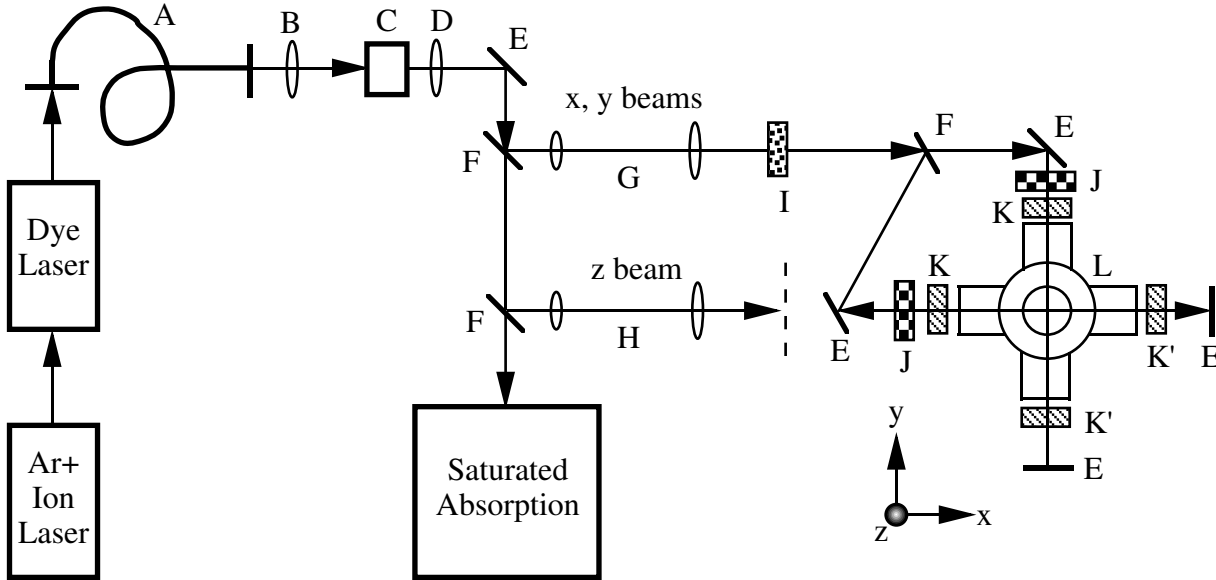 A
B
C
D
E
x, y beams
F
E
F
G
I
J
K
Dye
Laser
z beam
K
L
F
H
E
J
K'
E
Ar+
Ion
Laser
Saturated
Absorption
y
K'
E
z
x